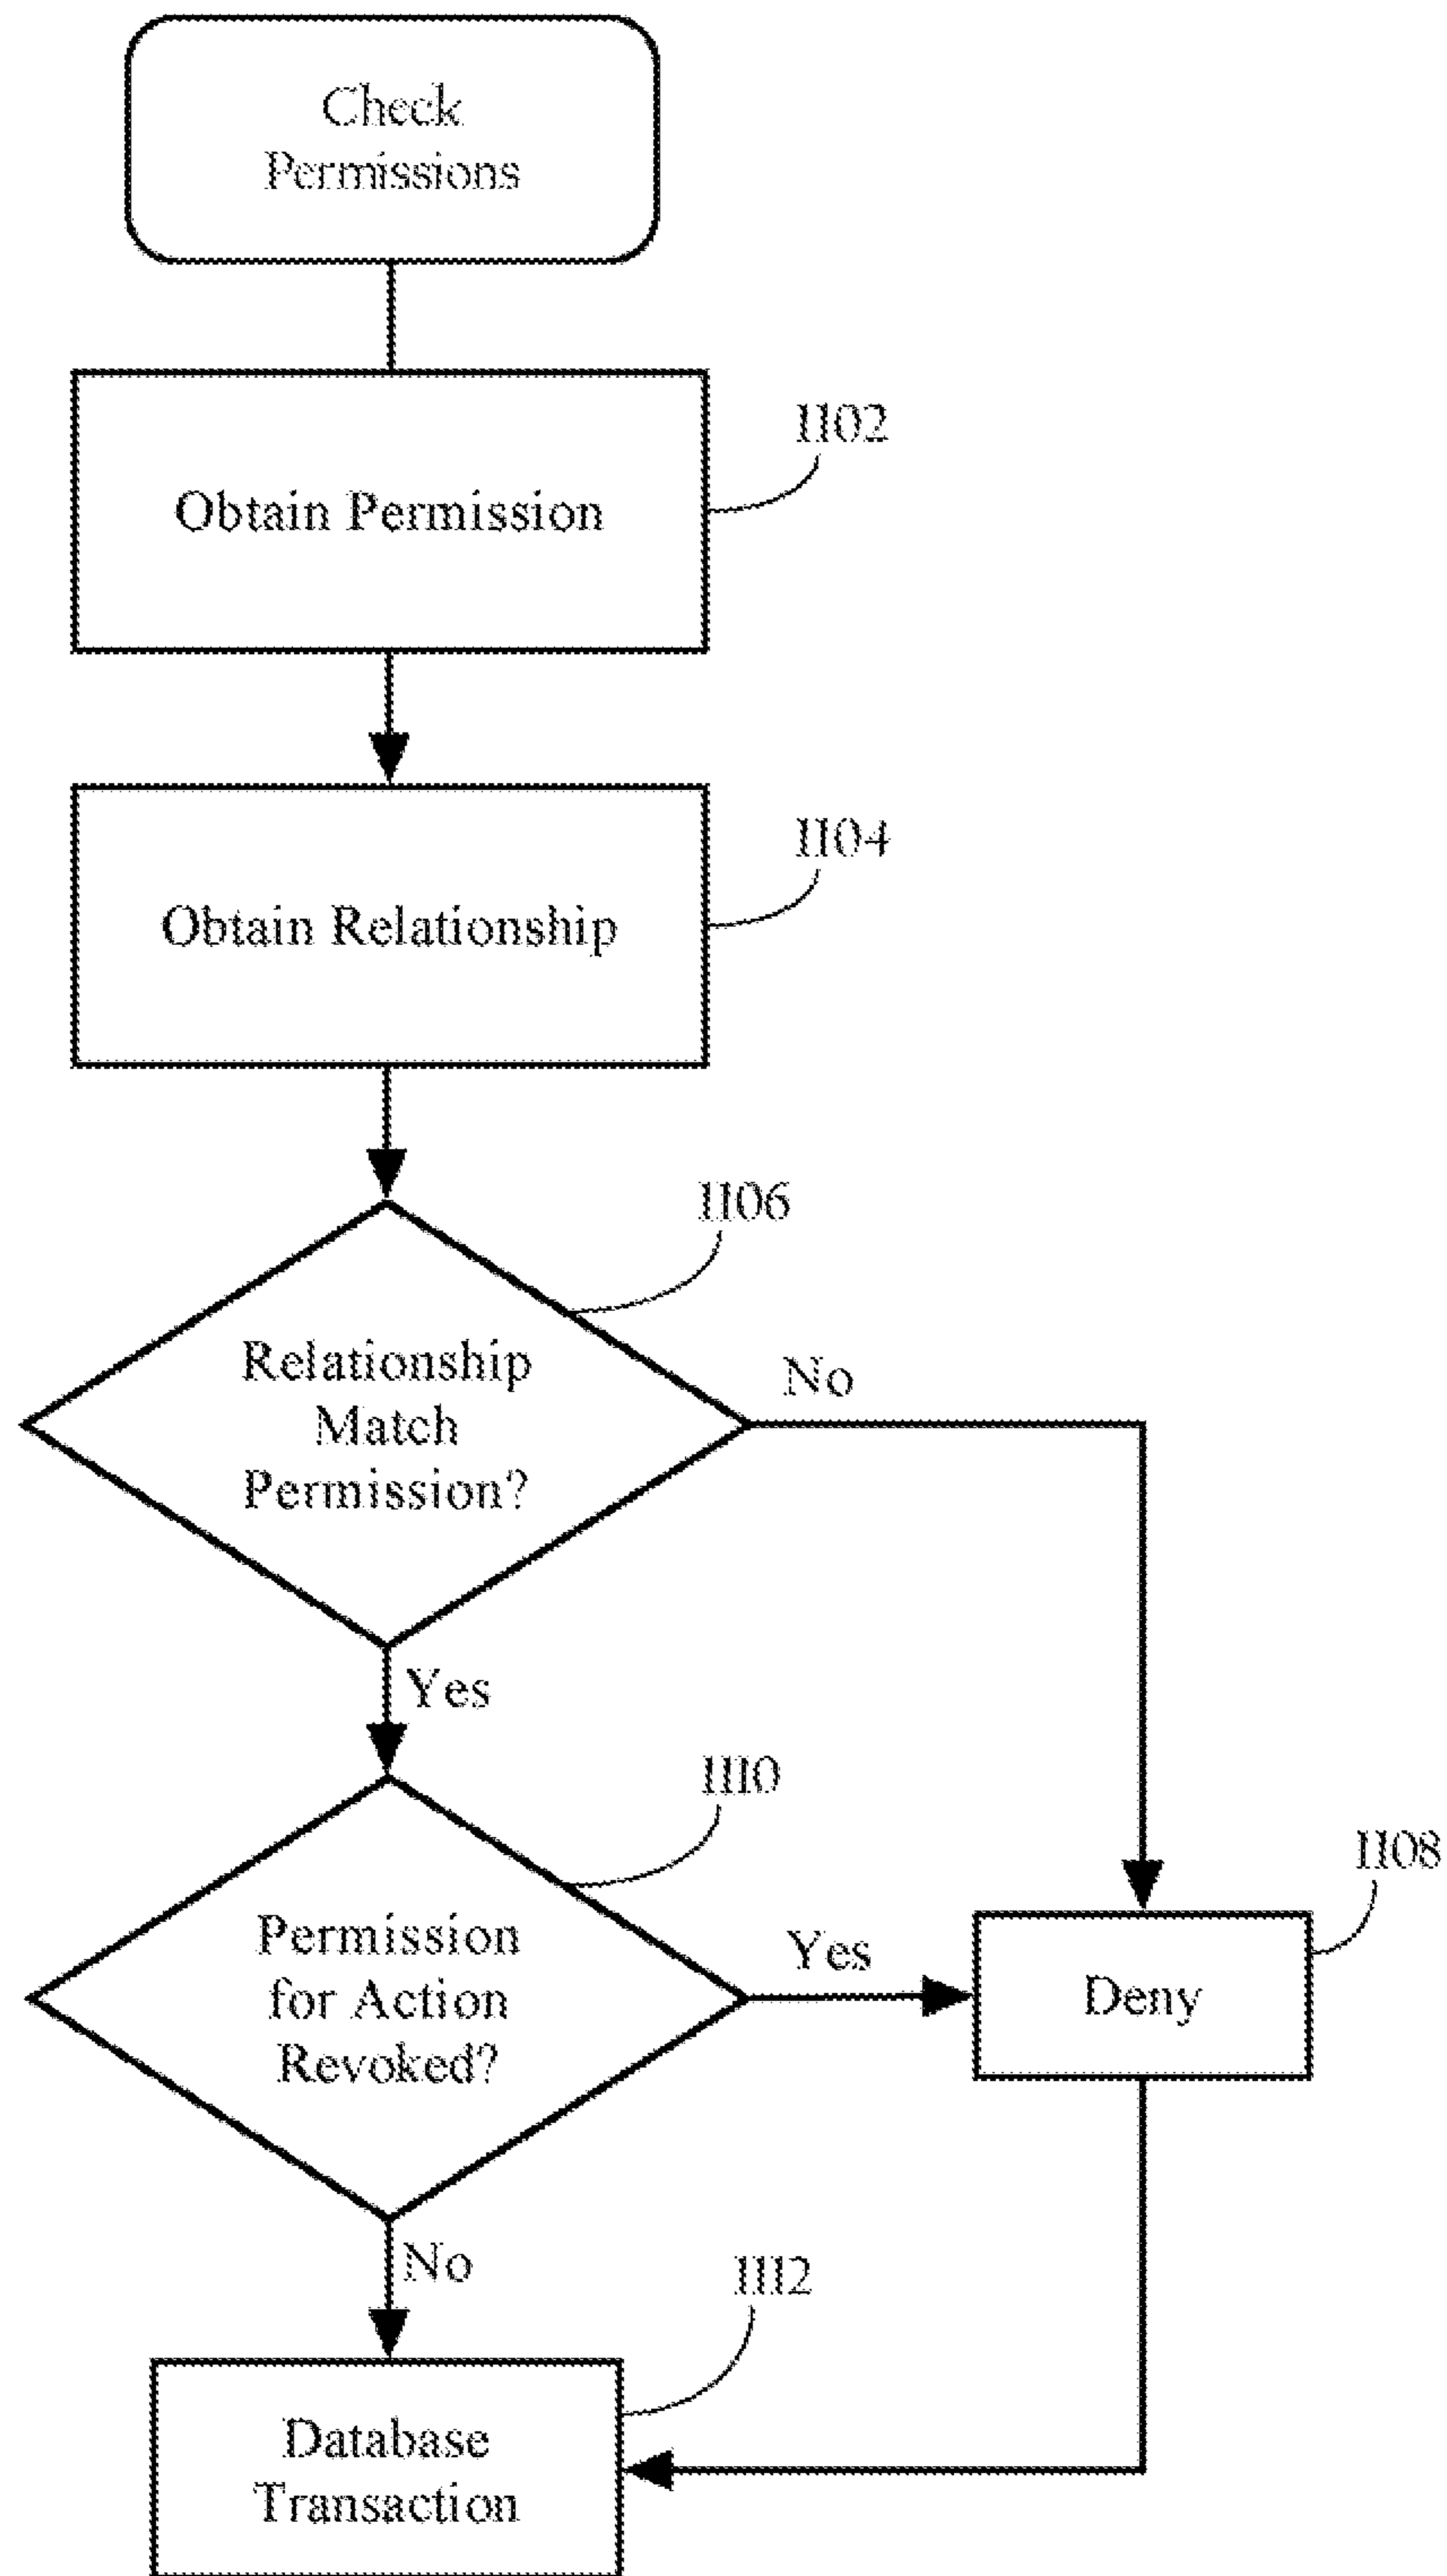 Check
Permissions
1102
Obtain Permission
1104
Obtain Relationship
1106
Relationship
Match
Permission?
No
Yes
1110
Permission
for Action
Revoked?
Yes
1108
Deny
No
1112
Database
Transaction